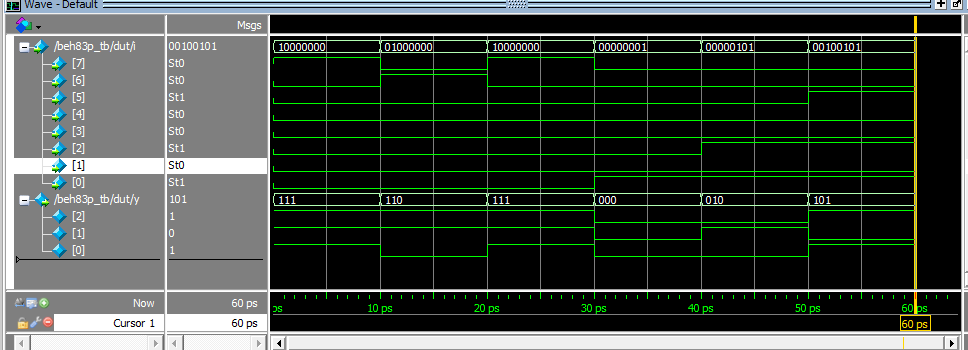 Wave - Default
Msgs
/beh83p_tb/dut/i 00100101 10000000 01000000 10000000 00000001 00000101 00100101
[7] St0
[6] St0
[5] St1
[4] St0
[3] St0
[2] St1
[1] St0
[0] St1
/beh83p_tb/dut/y 101 111 110 111 000 010 101
[2] 1
[1] 0
[0] 1
Now 60 ps ps 10 ps 20 ps 30 ps 40 ps 50 ps 60 ps
Cursor 1 60 ps 60 ps